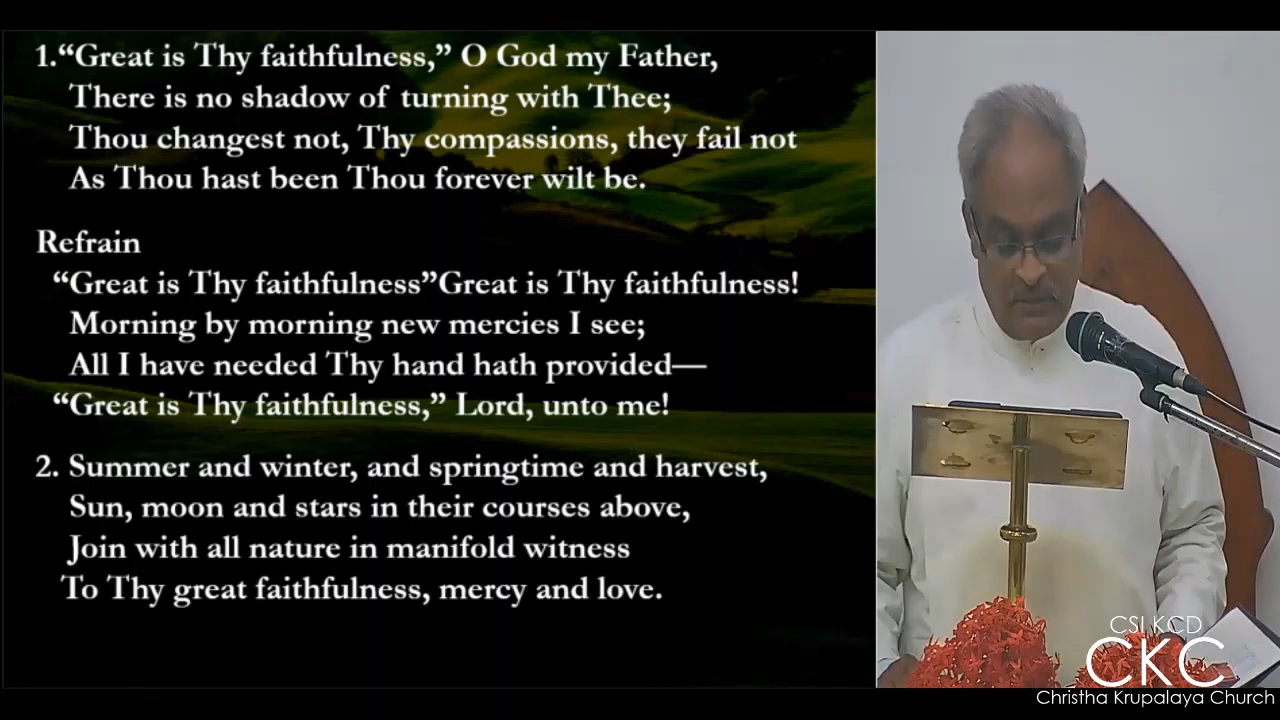 1.“Great is Thy faithfulness,” O God my Father,
There is no shadow of turning with Thee;
Thou changest not, Thy compassions, they fail not
As Thou hast been Thou forever wilt be.
Refrain
“Great is Thy faithfulness”Great is Thy faithfulness!
Morning by morning new mercies I see;
All I have needed Thy hand hath provided—
“Great is Thy faithfulness,” Lord, unto me!
2. Summer and winter, and springtime and harvest,
Sun, moon and stars in their courses above,
Join with all nature in manifold witness
To Thy great faithfulness, mercy and love.
CSI KCD
CKC
Christha Krupalaya Church